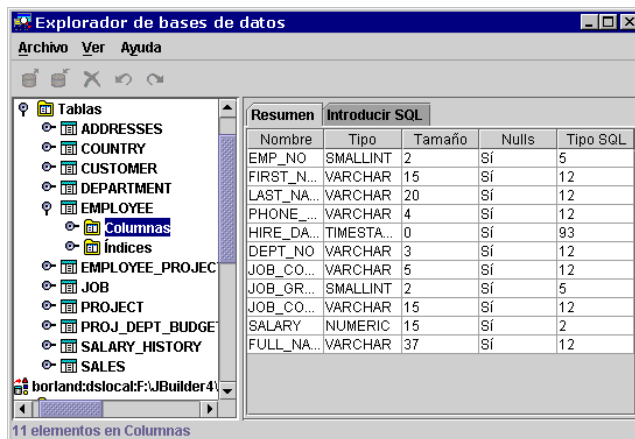 Explorador de bases de datos
Archivo Ver Ayuda
Tablas
ADDRESSES
COUNTRY
CUSTOMER
DEPARTMENT
EMPLOYEE
Columnas
Índices
EMPLOYEE_PROJEC
JOB
PROJECT
PROJ_DEPT_BUDGE
SALARY_HISTORY
SALES
borland:dslocal:F:\JBuilder4\
Resumen Introducir SQL
Nombre Tipo Tamaño Nulls Tipo SQL
EMP_NO SMALLINT 2 Sí 5
FIRST_N... VARCHAR 15 Sí 12
LAST_NA... VARCHAR 20 Sí 12
PHONE_... VARCHAR 4 Sí 12
HIRE_DA... TIMESTA... 0 Sí 93
DEPT_NO VARCHAR 3 Sí 12
JOB_CO... VARCHAR 5 Sí 12
JOB_GR... SMALLINT 2 Sí 5
JOB_CO... VARCHAR 15 Sí 12
SALARY NUMERIC 15 Sí 2
FULL_NA... VARCHAR 37 Sí 12
11 elementos en Columnas